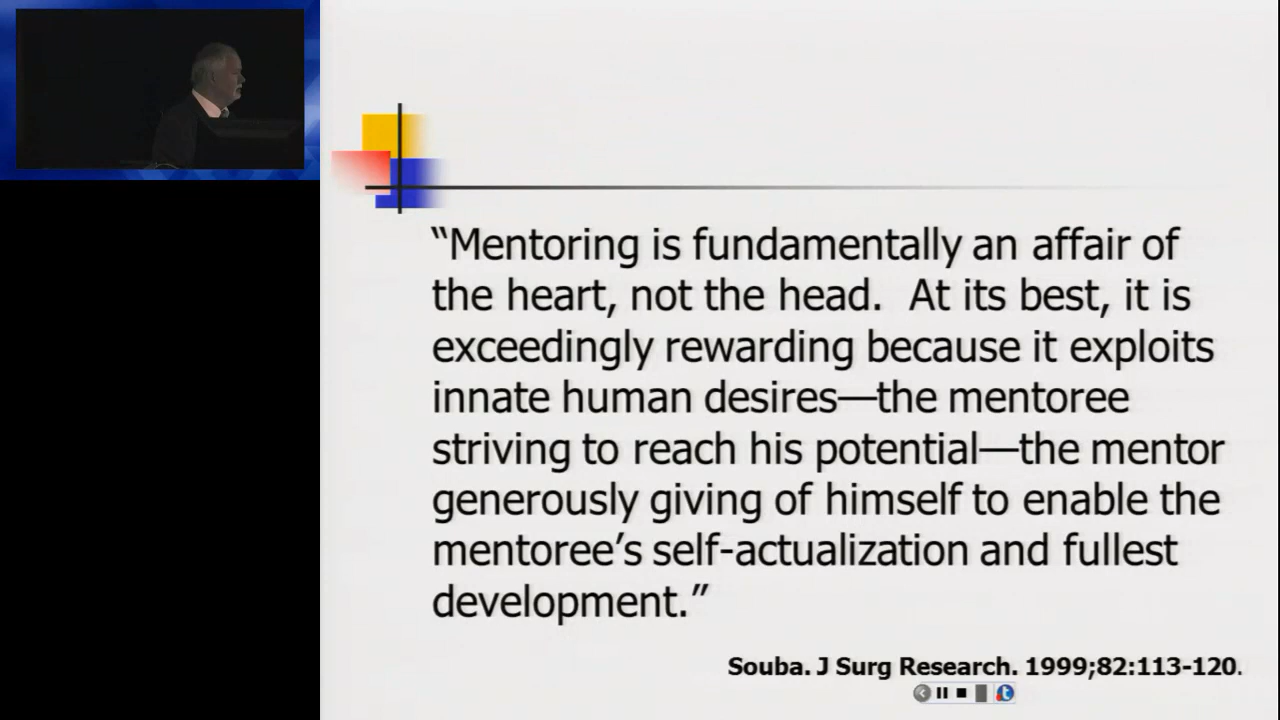 “Mentoring is fundamentally an affair of
the heart, not the head.  At its best, it is
exceedingly rewarding because it exploits
innate human desires—the mentoree
striving to reach his potential—the mentor
generously giving of himself to enable the
mentoree’s self-actualization and fullest
development.”
Souba. J Surg Research. 1999;82:113-120.